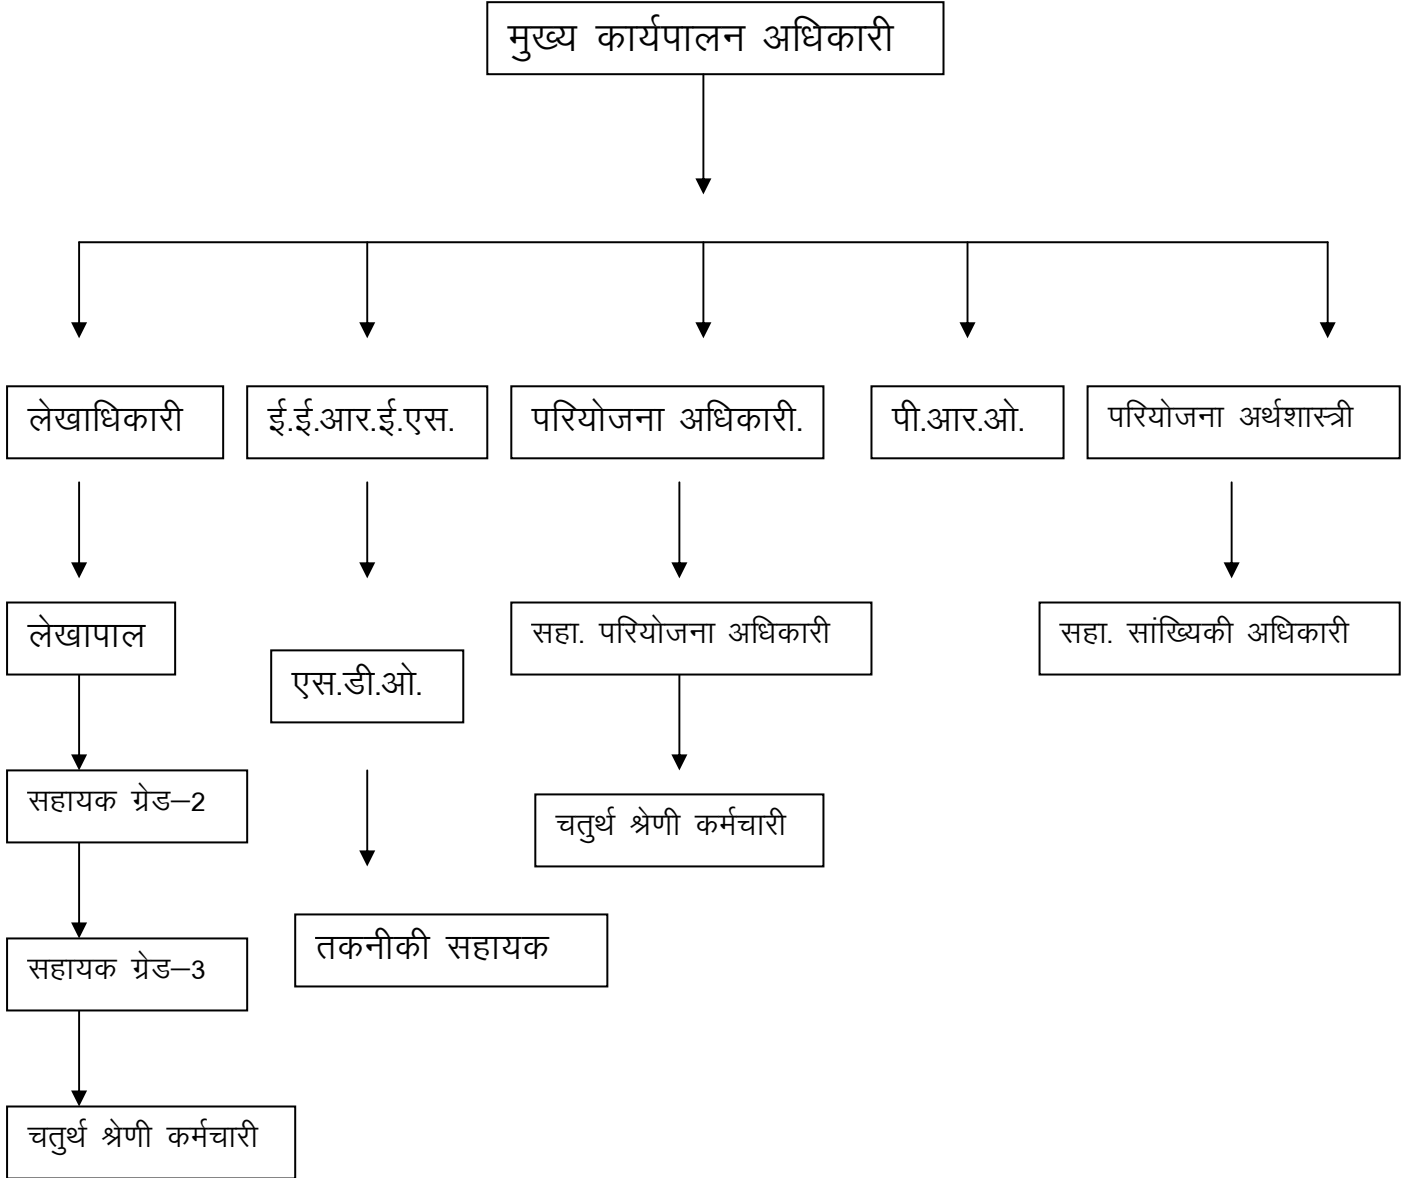 मुख्य कार्यपालन अधिकारी
लेखाधिकारी
ई.ई.आर.ई.एस.
परियोजना अधिकारी.
पी.आर.ओ.
परियोजना अर्थशास्त्री
लेखापाल
सहा. परियोजना अधिकारी
सहा. सांख्यिकी अधिकारी
एस.डी.ओ.
सहायक ग्रेड–2
चतुर्थ श्रेणी कर्मचारी
तकनीकी सहायक
सहायक ग्रेड–3
चतुर्थ श्रेणी कर्मचारी